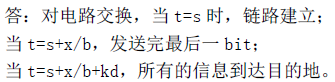 答：对电路交换，当 t=s 时，链路建立；
当 t=s+x/b，发送完最后一 bit；
当 t=s+x/b+kd，所有的信息到达目的地。